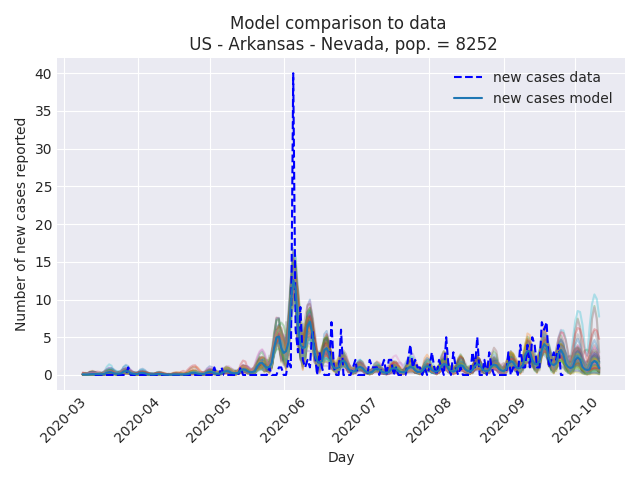 Model comparison to data
US - Arkansas - Nevada, pop. = 8252
new cases data
new cases model
Number of new cases reported
40
35
30
25
20
15
10
5
0
2020-03
2020-04
2020-05
2020-06
2020-07
2020-08
2020-09
2020-10
Day